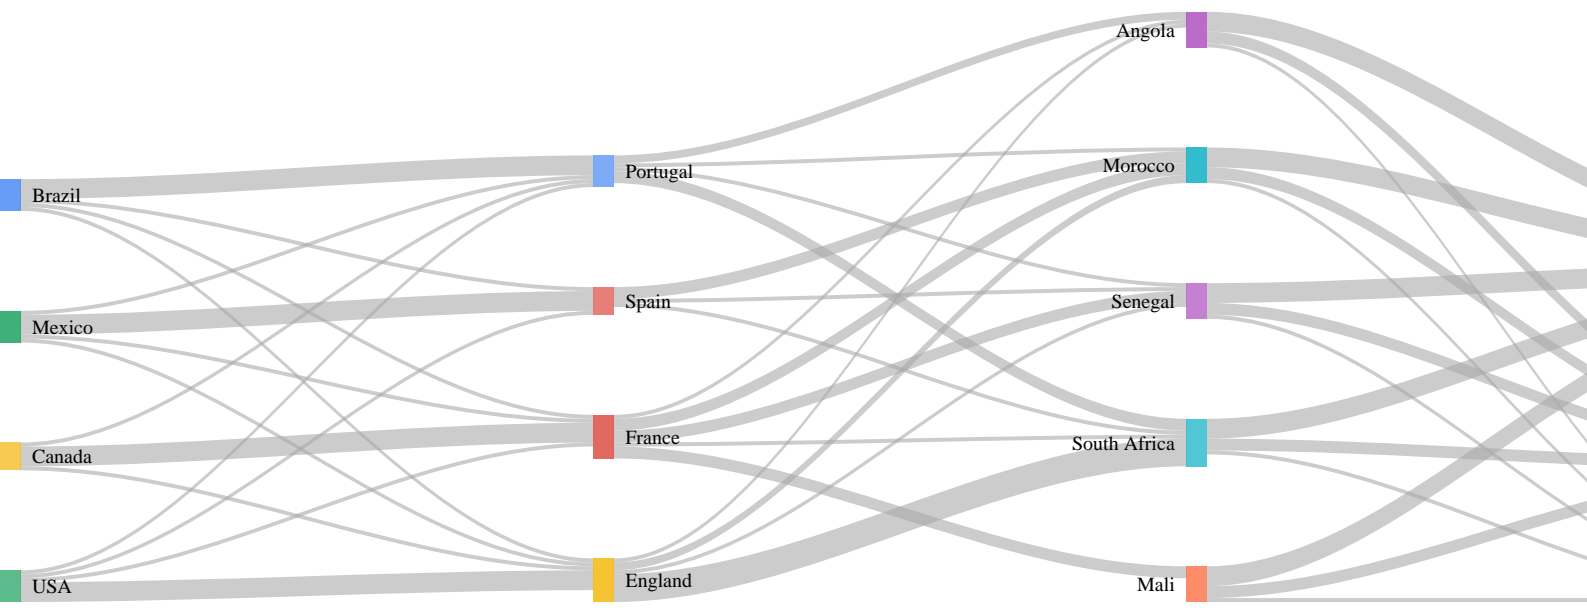 Brazil
Mexico
Canada
USA
Portugal
Spain
France
England
Angola
Morocco
Senegal
South Africa
Mali